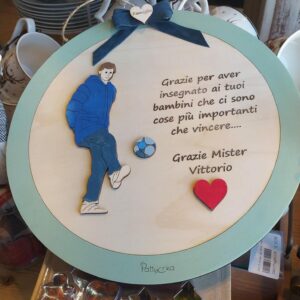 Grazie per aver
insegnato ai tuoi
bambini che ci sono
cose più importanti
che vincere....
Grazie Mister
Vittorio